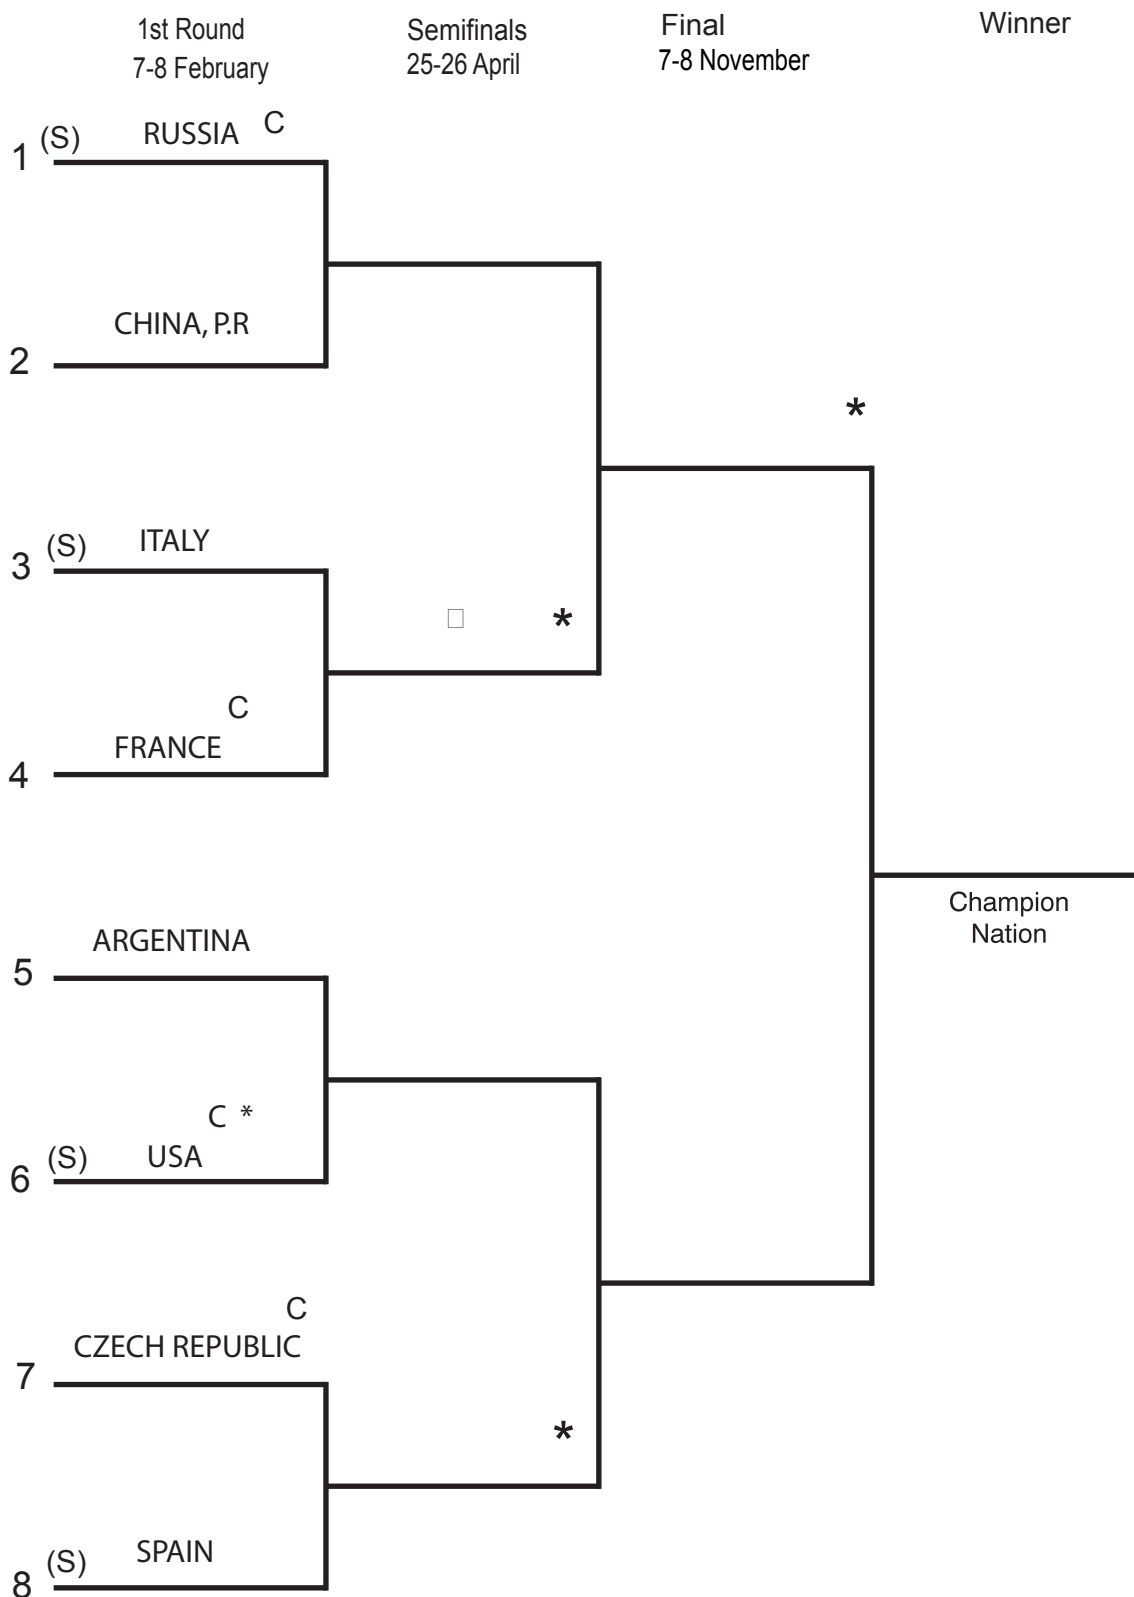 1st Round
7-8 February
Semifinals
25-26 April
Final
7-8 November
Winner
1 (S) RUSSIA C
2 CHINA, P.R
*
3 (S) ITALY
*
C
4 FRANCE
Champion
Nation
5 ARGENTINA
C *
6 (S) USA
C
7 CZECH REPUBLIC
*
8 (S) SPAIN